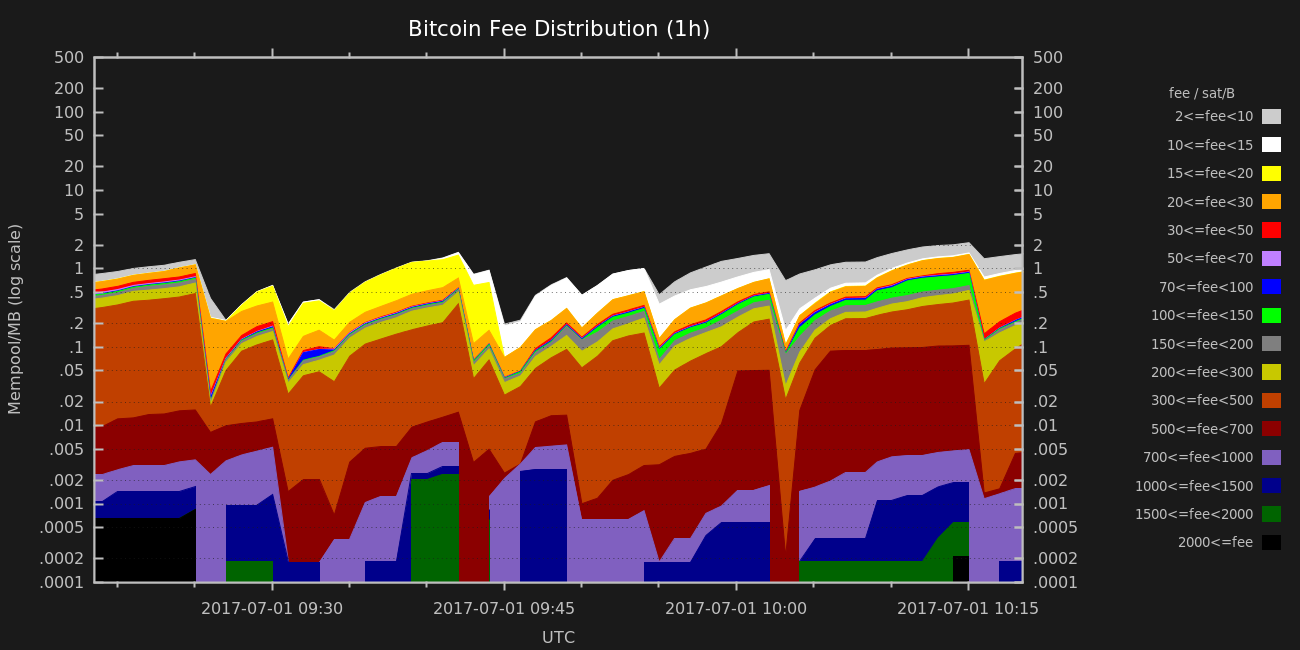 Bitcoin Fee Distribution (1h)
Mempool/MB (log scale)
500 500
200 200
100 100
50 50
20 20
10 10
5 5
2 2
1 1
.5 .5
.2 .2
.1 .1
.05 .05
.02 .02
.01 .01
.005 .005
.002 .002
.001 .001
.0005 .0005
.0002 .0002
.0001 .0001
2017-07-01 09:30 2017-07-01 09:45 2017-07-01 10:00 2017-07-01 10:15
UTC
fee / sat/B
2<=fee<10
10<=fee<15
15<=fee<20
20<=fee<30
30<=fee<50
50<=fee<70
70<=fee<100
100<=fee<150
150<=fee<200
200<=fee<300
300<=fee<500
500<=fee<700
700<=fee<1000
1000<=fee<1500
1500<=fee<2000
2000<=fee